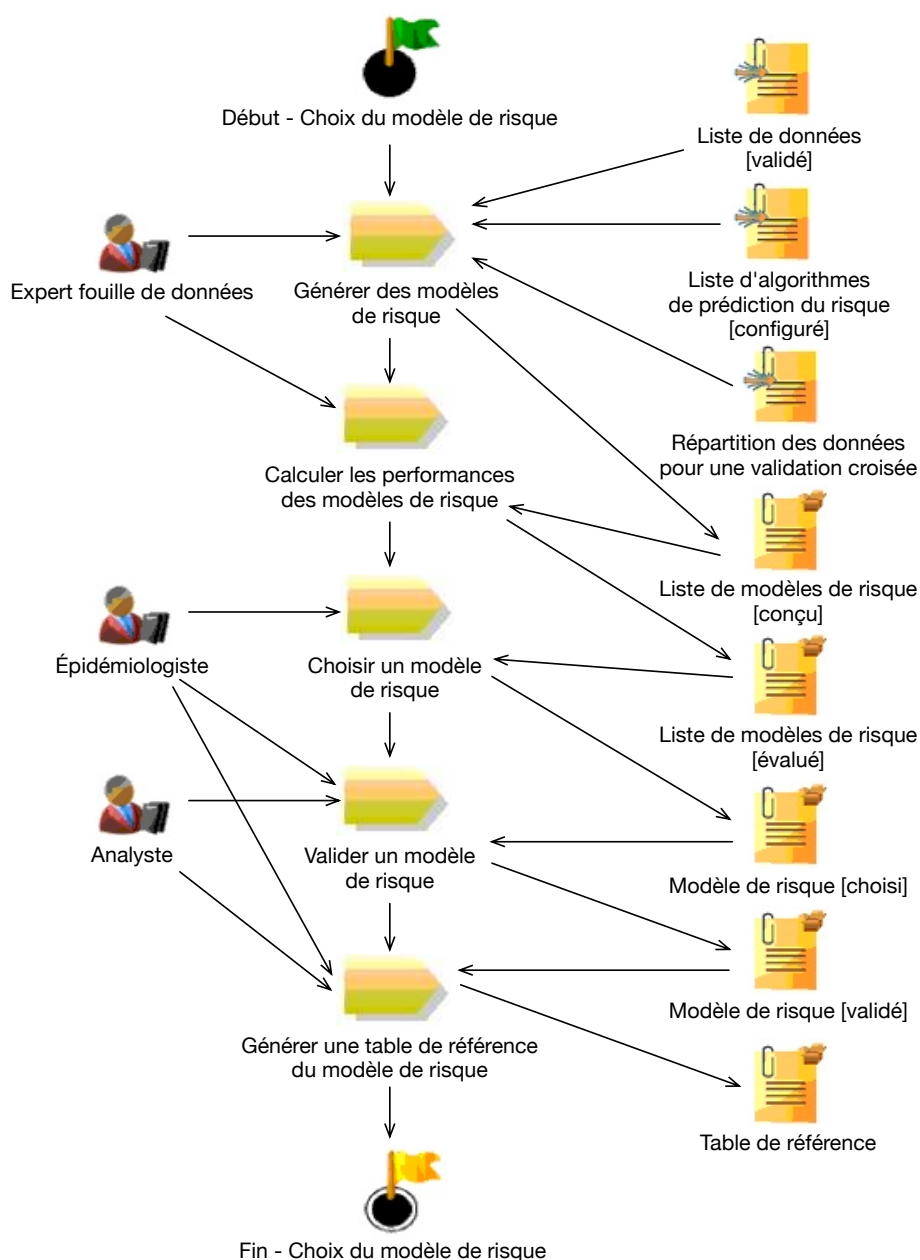 Début - Choix du modèle de risque
Liste de données
[validé]
Expert fouille de données
Générer des modèles
de risque
Liste d'algorithmes
de prédiction du risque
[configuré]
Répartition des données
pour une validation croisée
Calculer les performances
des modèles de risque
Liste de modèles de risque
[conçu]
Épidémiologiste
Choisir un modèle
de risque
Liste de modèles de risque
[évalué]
Analyste
Valider un modèle
de risque
Modèle de risque [choisi]
Modèle de risque [validé]
Générer une table de référence
du modèle de risque
Table de référence
Fin - Choix du modèle de risque